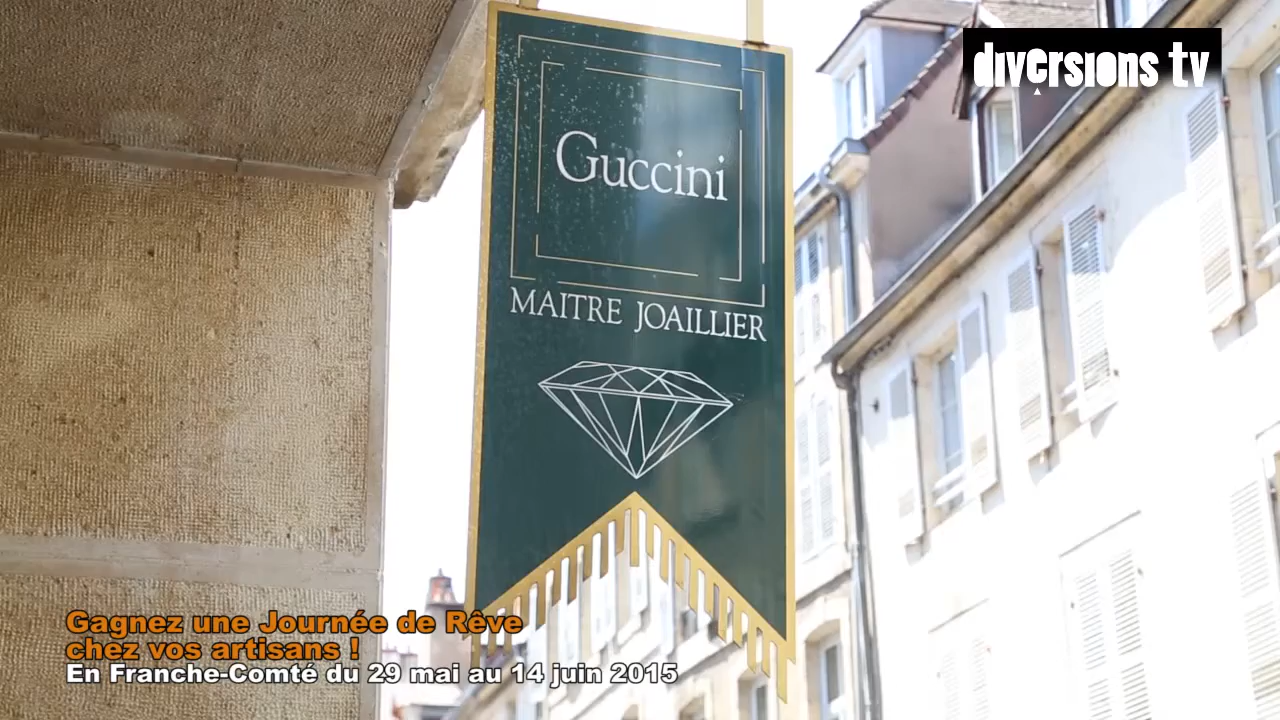 diversions tv
Guccini
MAITRE JOAILLIER
Gagnez une Journée de Rêve
chez vos artisans !
En Franche-Comté du 29 mai au 14 juin 2015